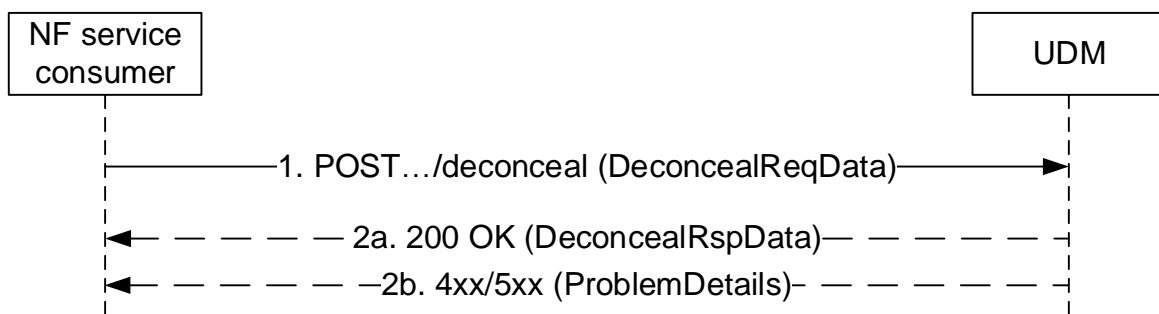 NF service
consumer
UDM
1. POST…/deconceal (DeconcealReqData)
2a. 200 OK (DeconcealRspData)
2b. 4xx/5xx (ProblemDetails)